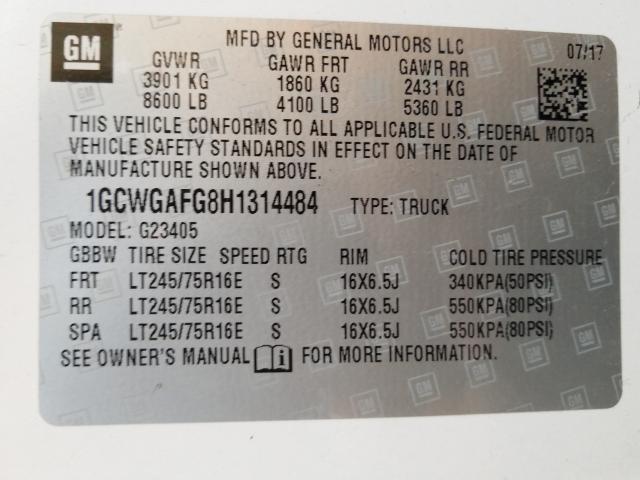 GM
MFD BY GENERAL MOTORS LLC 07/17
GVWR GAWR FRT GAWR RR
3901 KG 1860 KG 2431 KG
8600 LB 4100 LB 5360 LB
THIS VEHICLE CONFORMS TO ALL APPLICABLE U.S. FEDERAL MOTOR
VEHICLE SAFETY STANDARDS IN EFFECT ON THE DATE OF
MANUFACTURE SHOWN ABOVE.
1GCWGAFG8H1314484 TYPE: TRUCK
MODEL: G23405
GBBW TIRE SIZE SPEED RTG RIM COLD TIRE PRESSURE
FRT LT245/75R16E S 16X6.5J 340KPA(50PSI)
RR LT245/75R16E S 16X6.5J 550KPA(80PSI)
SPA LT245/75R16E S 16X6.5J 550KPA(80PSI)
SEE OWNER'S MANUAL i FOR MORE INFORMATION.